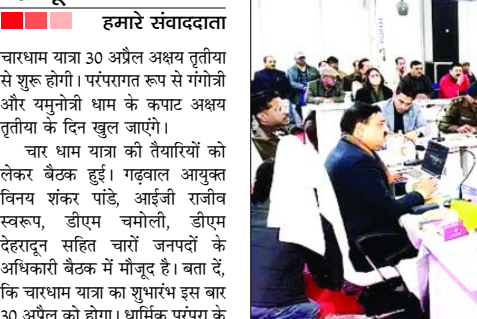 हमारे संवाददाता
चारधाम यात्रा 30 अप्रैल अक्षय तृतीया
से शुरू होगी। परंपरागत रूप से गंगोत्री
और यमुनोत्री धाम के कपाट अक्षय
तृतीया के दिन खुल जाएंगे।
चार धाम यात्रा की तैयारियों को
लेकर बैठक हुई। गढ़वाल आयुक्त
विनय शंकर पांडे, आईजी राजीव
स्वरूप, डीएम चमोली, डीएम
देहरादून सहित चारों जनपदों के
अधिकारी बैठक में मौजूद है। बता दें,
कि चारधाम यात्रा का शुभारंभ इस बार
30 अप्रैल को होगा। धार्मिक परंपरा के